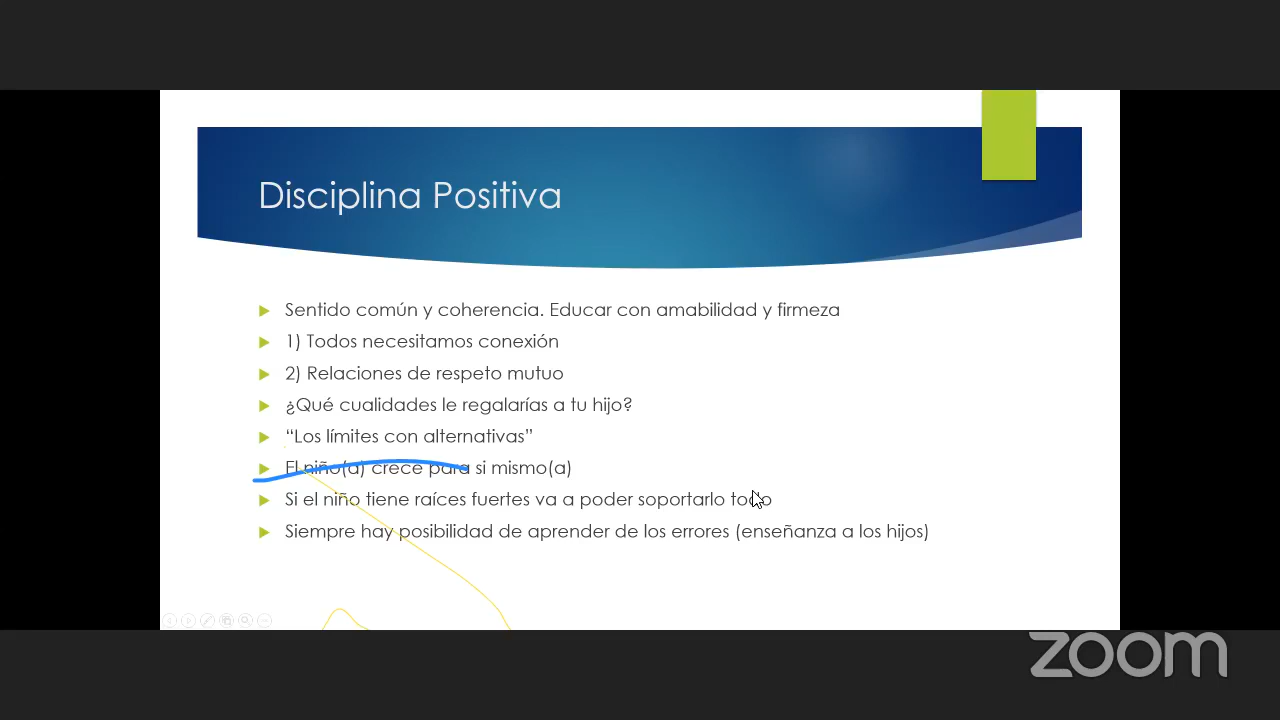 Disciplina Positiva
Sentido común y coherencia. Educar con amabilidad y firmeza
1) Todos necesitamos conexión
2) Relaciones de respeto mutuo
¿Qué cualidades le regalarías a tu hijo?
“Los límites con alternativas”
El niño(a) crece para si mismo(a)
Si el niño tiene raíces fuertes va a poder soportarlo todo
Siempre hay posibilidad de aprender de los errores (enseñanza a los hijos)
zoom